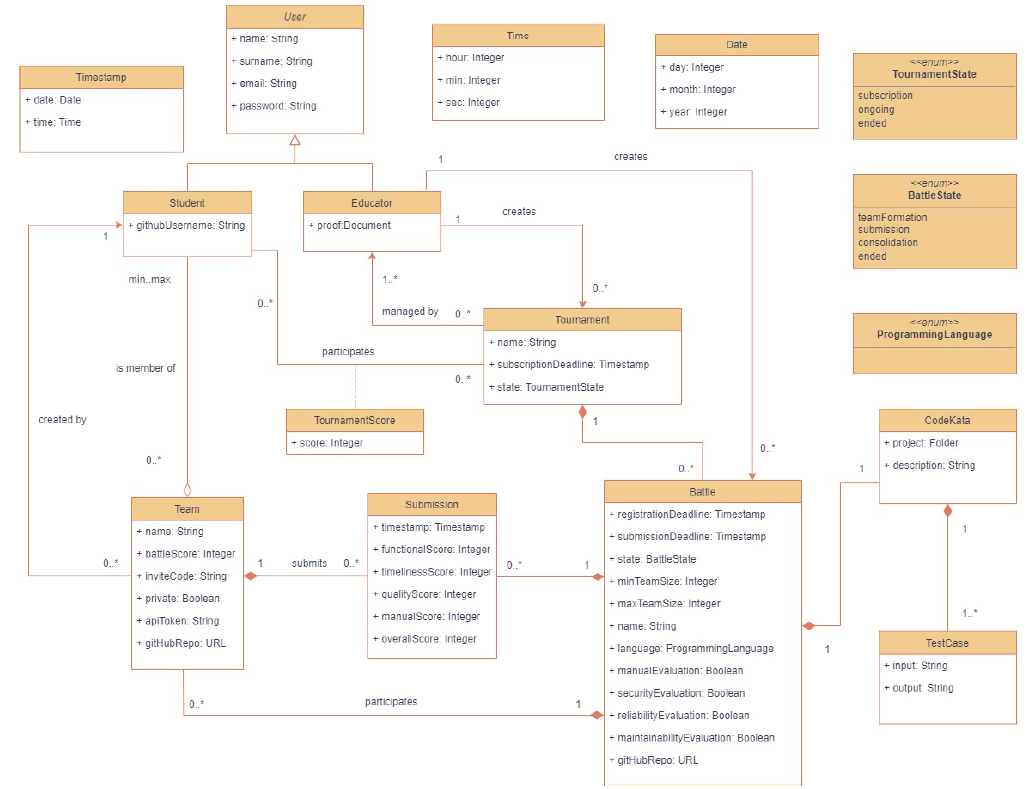 User
+ name: String
+ surname: String
+ email: String
+ password: String
Time
+ hour: Integer
+ min: Integer
+ sec: Integer
Date
+ day: Integer
+ month: Integer
+ year: Integer
<<enum>>
TournamentState
subscription
ongoing
ended
Timestamp
+ date: Date
+ time: Time
1
creates
<<enum>>
BattleState
teamFormation
submission
consolidation
ended
Student
+ githubUsername: String
Educator
+ proof:Document
1
creates
1
min..max
1..*
0..*
0..*
managed by
0..*
Tournament
+ name: String
+ subscriptionDeadline: Timestamp
+ state: TournamentState
<<enum>>
ProgrammingLanguage
participates
0..*
is member of
created by
TournamentScore
+ score: Integer
1
0..*
0..*
0..*
CodeKata
+ project: Folder
+ description: String
1
1
1..*
Team
+ name: String
+ battleScore: Integer
+ inviteCode: String
+ private: Boolean
+ apiToken: String
+ gitHubRepo: URL
0..*
1
submits
0..*
Submission
+ timestamp: Timestamp
+ functionalScore: Integer
+ timelinessScore: Integer
+ qualityScore: Integer
+ manualScore: Integer
+ overallScore: Integer
0..*
1
Battle
+ registrationDeadline: Timestamp
+ submissionDeadline: Timestamp
+ state: BattleState
+ minTeamSize: Integer
+ maxTeamSize: Integer
+ name: String
+ language: ProgrammingLanguage
+ manualEvaluation: Boolean
+ securityEvaluation: Boolean
+ reliabilityEvaluation: Boolean
+ maintainabilityEvaluation: Boolean
+ gitHubRepo: URL
1
TestCase
+ input: String
+ output: String
0..*
participates
1